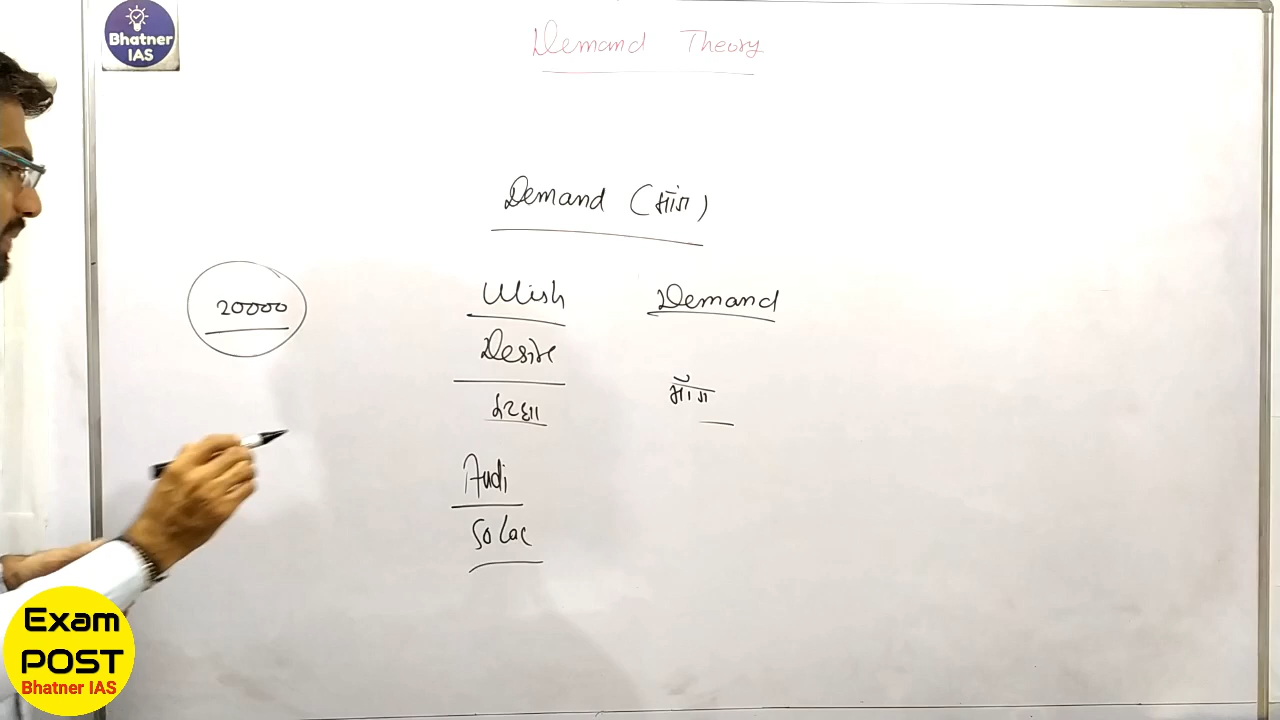 Bhatner
IAS
Demand Theory
Demand (मांग)
20000
Wish Demand
Desire
इच्छा
माँग
Audi
50 Lac
Exam
POST
Bhatner IAS